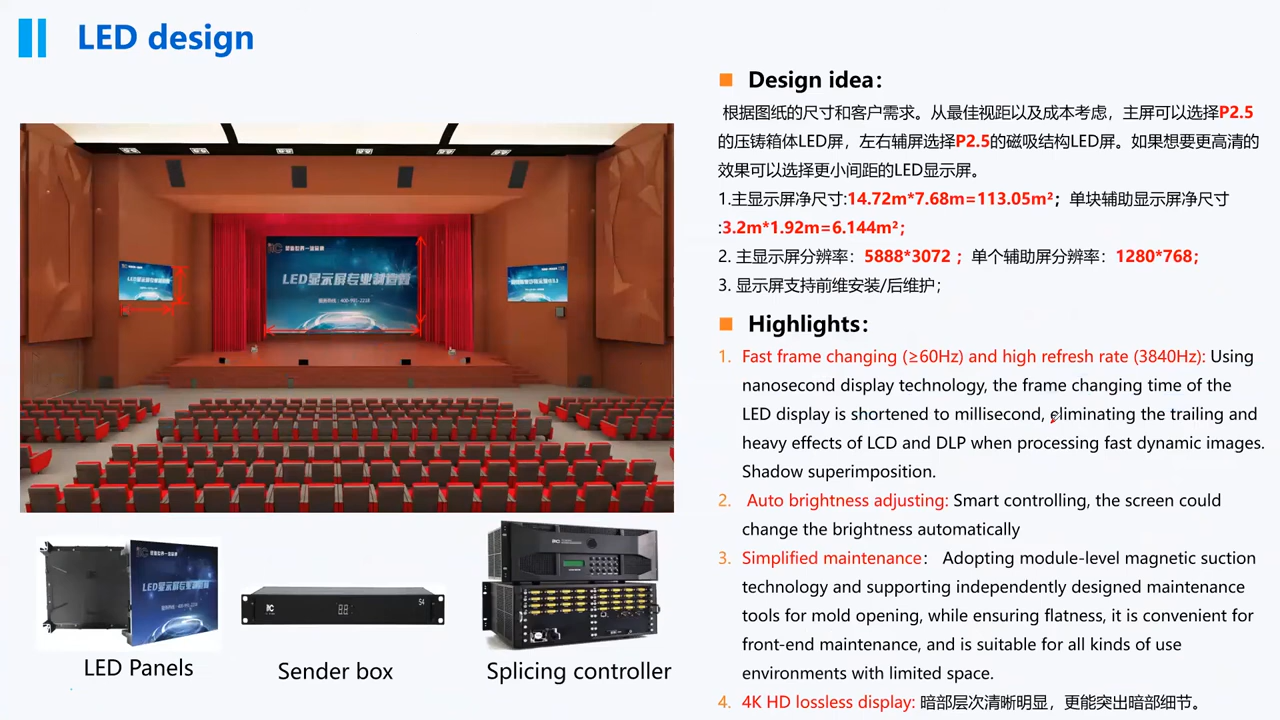 LED design
LED显示屏专业制造商
LED Panels
Sender box
Splicing controller
Design idea:
根据图纸的尺寸和客户需求。从最佳视距以及成本考虑，主屏可以选择P2.5
的压铸箱体LED屏，左右辅屏选择P2.5的磁吸结构LED屏。如果想要更高清的
效果可以选择更小间距的LED显示屏。
1.主显示屏净尺寸:14.72m*7.68m=113.05m²；单块辅助显示屏净尺寸
:3.2m*1.92m=6.144m²；
2. 主显示屏分辨率：5888*3072 ；单个辅助屏分辨率：1280*768；
3. 显示屏支持前维安装/后维护；
Highlights:
1. Fast frame changing (≥60Hz) and high refresh rate (3840Hz): Using
nanosecond display technology, the frame changing time of the
LED display is shortened to millisecond, eliminating the trailing and
heavy effects of LCD and DLP when processing fast dynamic images.
Shadow superimposition.
2. Auto brightness adjusting: Smart controlling, the screen could
change the brightness automatically
3. Simplified maintenance： Adopting module-level magnetic suction
technology and supporting independently designed maintenance
tools for mold opening, while ensuring flatness, it is convenient for
front-end maintenance, and is suitable for all kinds of use
environments with limited space.
4. 4K HD lossless display: 暗部层次清晰明显，更能突出暗部细节。